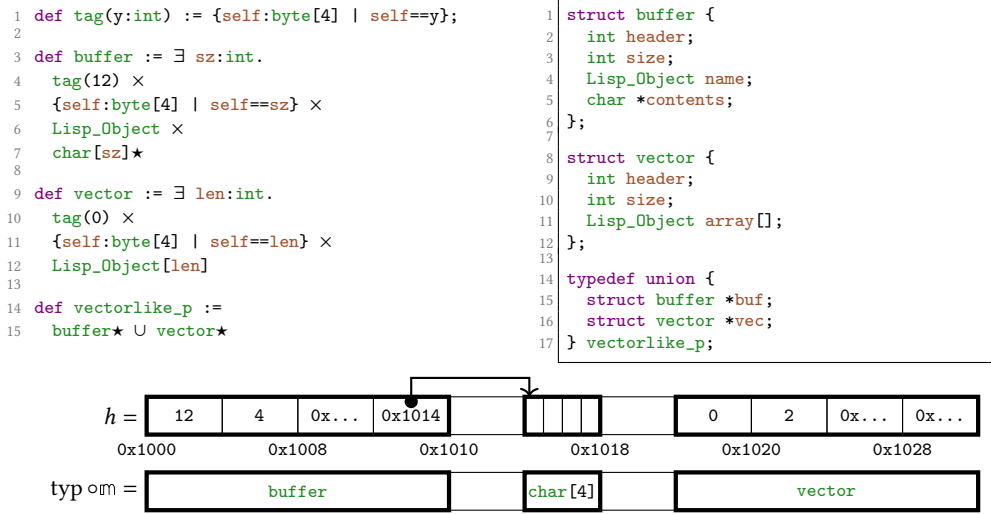 1 def tag(y:int) := {self:byte[4] | self==y};
2
3 def buffer := ∃ sz:int.
4 tag(12) ×
5 {self:byte[4] | self==sz} ×
6 Lisp_Object ×
7 char[sz]★
8
9 def vector := ∃ len:int.
10 tag(0) ×
11 {self:byte[4] | self==len} ×
12 Lisp_Object[len]
13
14 def vectorlike_p :=
15 buffer★ ∪ vector★
1 struct buffer {
2 int header;
3 int size;
4 Lisp_Object name;
5 char *contents;
6 };
7
8 struct vector {
9 int header;
10 int size;
11 Lisp_Object array[];
12 };
13
14 typedef union {
15 struct buffer *buf;
16 struct vector *vec;
17 } vectorlike_p;
h = 12 4 0x... 0x1014 0 2 0x... 0x...
0x1000 0x1008 0x1010 0x1018 0x1020 0x1028
typ ∘ 𝕞 = buffer char[4] vector